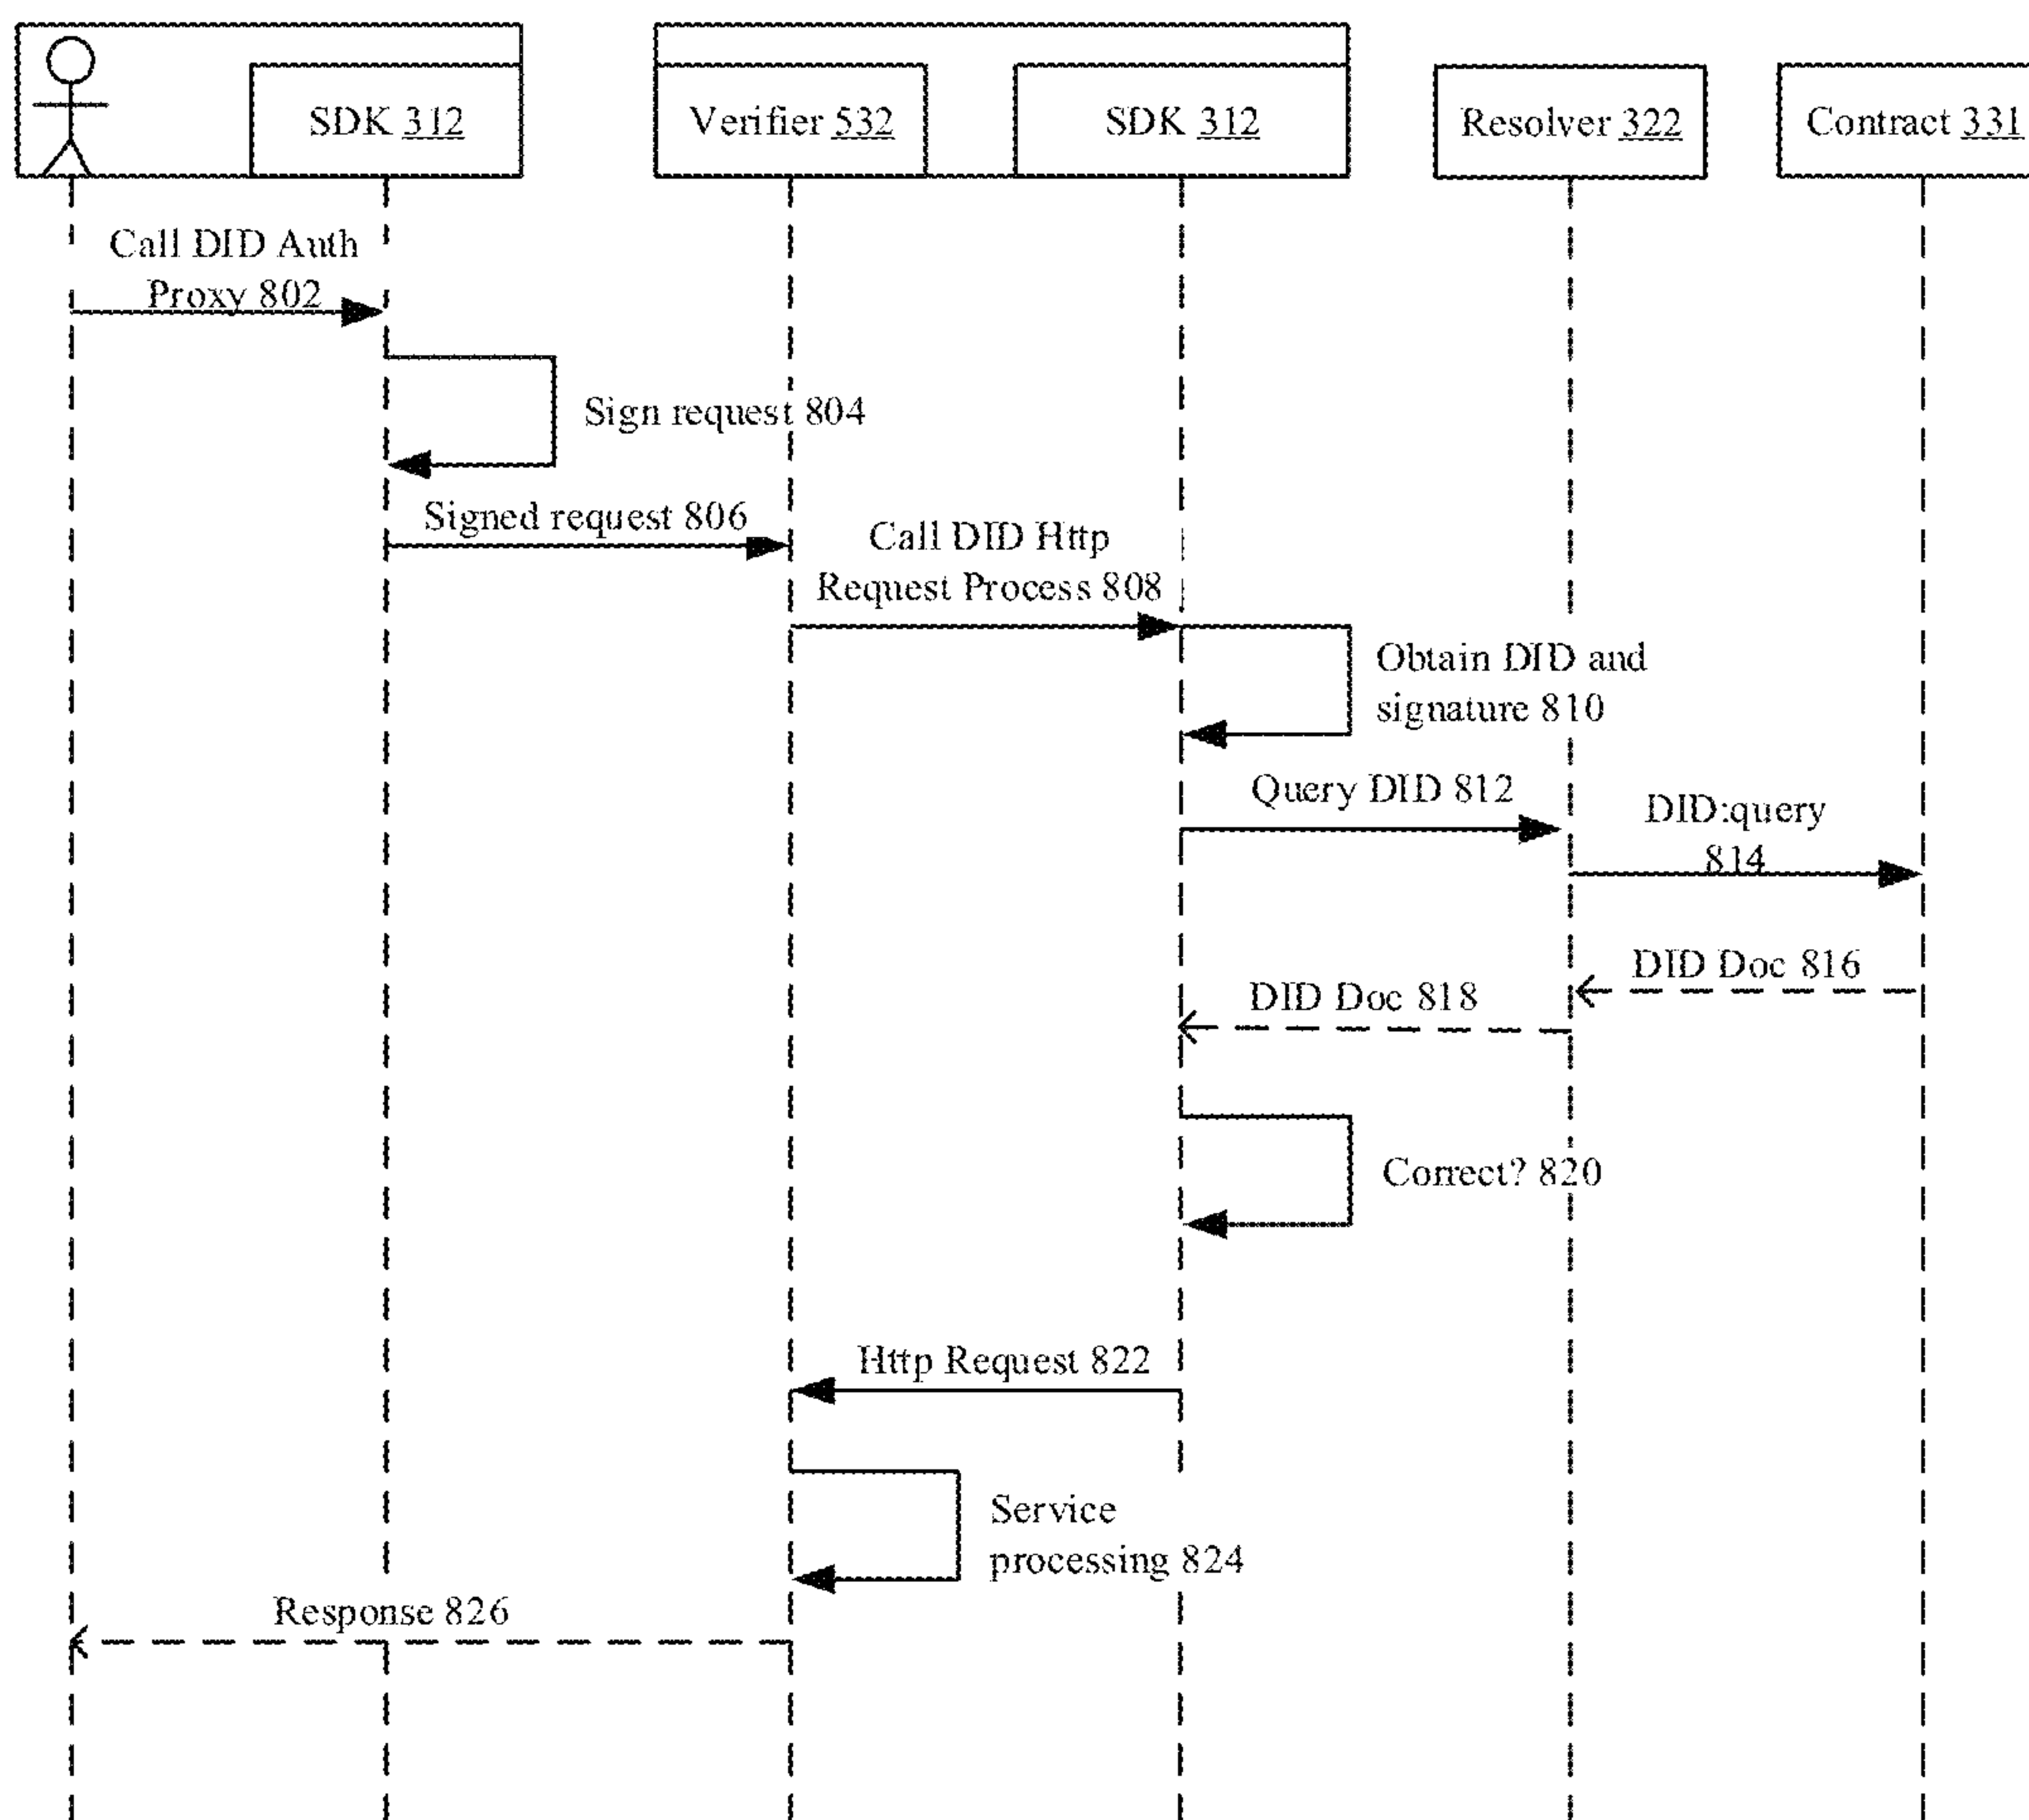 SDK 312
Verifier 532
SDK 312
Resolver 322
Contract 331
Call DID Auth
Proxy 802
Sign request 804
Signed request 806
Call DID Http
Request Process 808
Obtain DID and
signature 810
Query DID 812
DID:query
814
DID Doc 816
DID Doc 818
Correct? 820
Http Request 822
Service
processing 824
Response 826